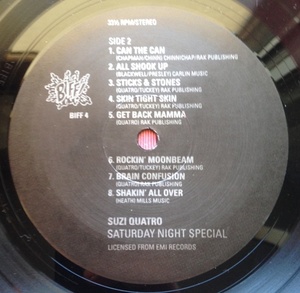 33⅓ RPM/STEREO
SIDE 2
1. CAN THE CAN
(CHAPMAN/CHINN) CHINNICHAP/RAK PUBLISHING
2. ALL SHOOK UP
(BLACKWELL/PRESLEY) CARLIN MUSIC
3. STICKS & STONES
(QUATRO/TUCKEY) RAK PUBLISHING
4. SKIN TIGHT SKIN
(QUATRO/TUCKEY) RAK PUBLISHING
5. GET BACK MAMMA
(QUATRO) RAK PUBLISHING
BIFF
BIFF 4
6. ROCKIN' MOONBEAM
(QUATRO/TUCKEY) RAK PUBLISHING
7. BRAIN CONFUSION
(QUATRO) RAK PUBLISHING
8. SHAKIN' ALL OVER
(HEATH) MILLS MUSIC
SUZI QUATRO
SATURDAY NIGHT SPECIAL
LICENSED FROM EMI RECORDS